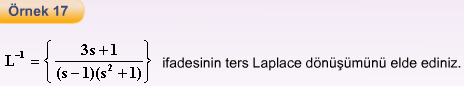 Örnek 17
L⁻¹ = { (3s+1) / ((s−1)(s²+1)) } ifadesinin ters Laplace dönüşümünü elde ediniz.